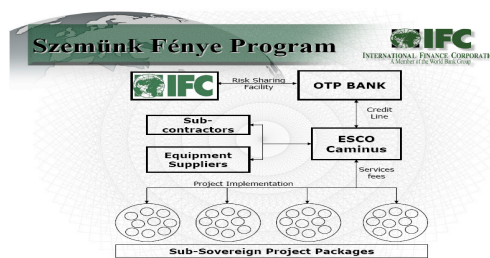 Szemünk Fénye Program
IFC
INTERNATIONAL FINANCE CORPORATI
A Member of the World Bank Group
IFC
Risk Sharing
Facility
OTP BANK
Credit
Line
Sub-
contractors
ESCO
Caminus
Equipment
Suppliers
Services
fees
Project Implementation
Sub-Sovereign Project Packages